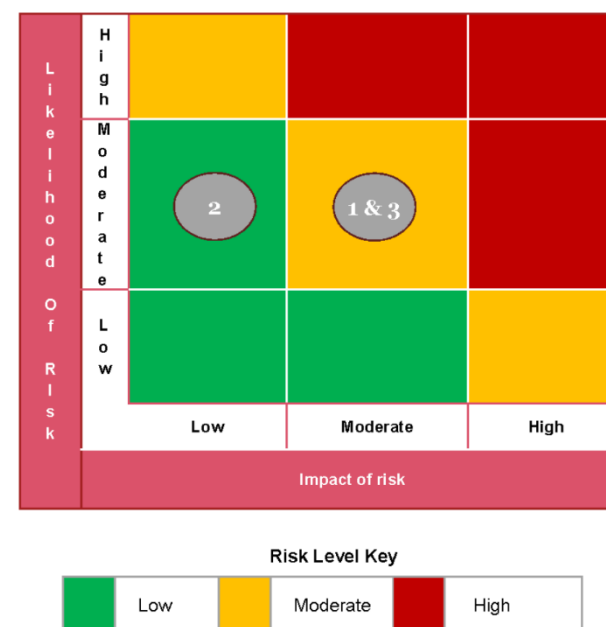 Likelihood Of RIsk
High
Moderate
Low
2
1 & 3
Low Moderate High
Impact of risk
Risk Level Key
Low Moderate High